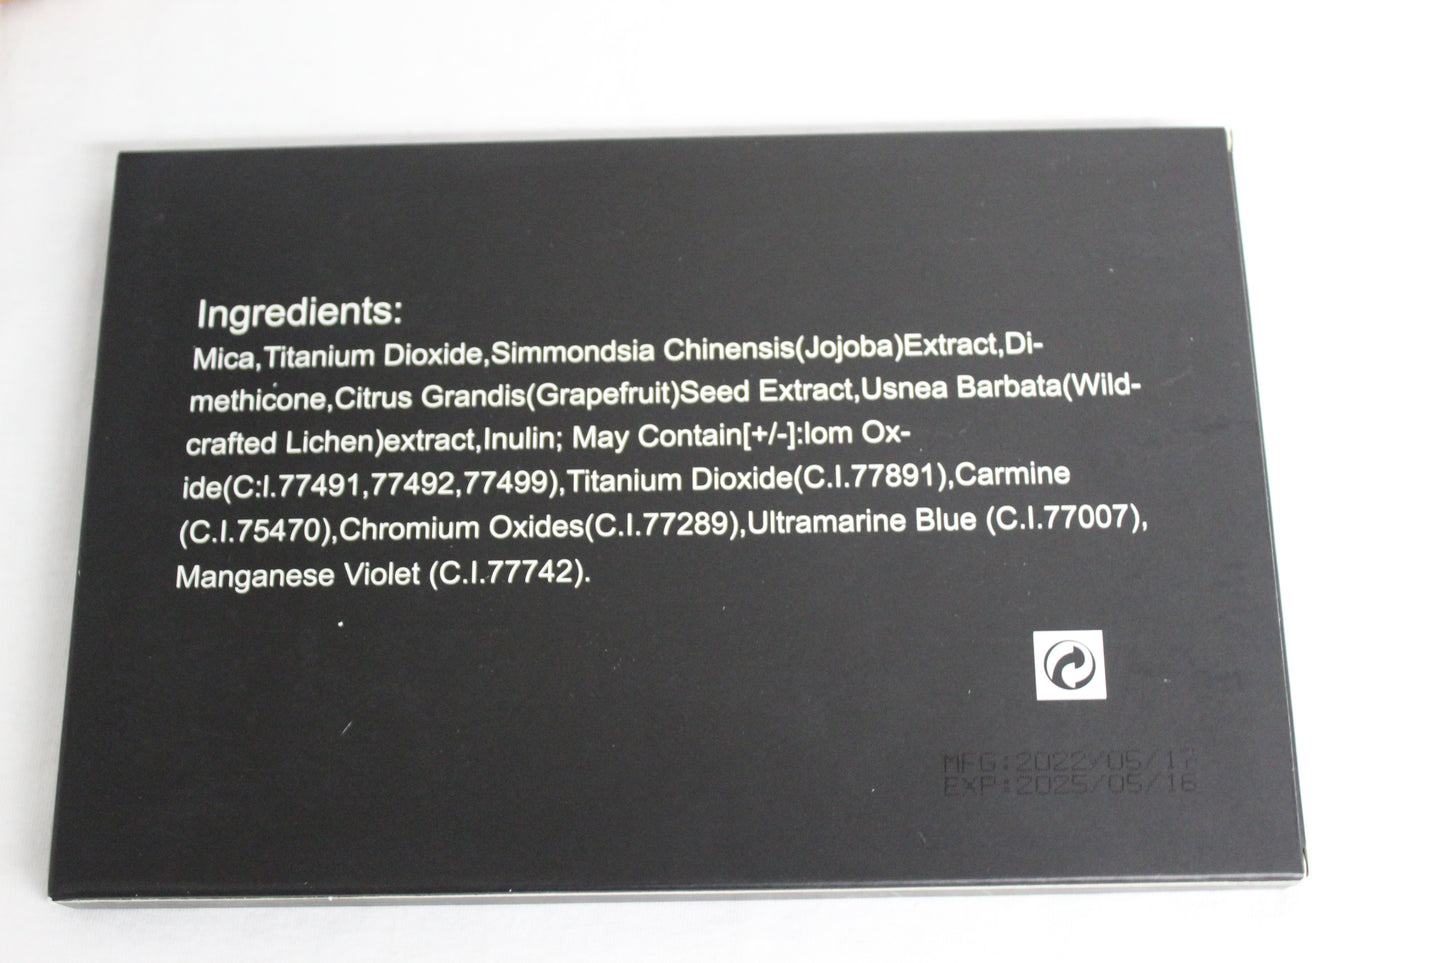 Ingredients:
Mica,Titanium Dioxide,Simmondsia Chinensis(Jojoba)Extract,Di-
methicone,Citrus Grandis(Grapefruit)Seed Extract,Usnea Barbata(Wild-
crafted Lichen)extract,Inulin; May Contain[+/-]:lom Ox-
ide(C:I.77491,77492,77499),Titanium Dioxide(C.I.77891),Carmine
(C.I.75470),Chromium Oxides(C.I.77289),Ultramarine Blue (C.I.77007),
Manganese Violet (C.I.77742).
MFG:2022/05/17
EXP:2025/05/16